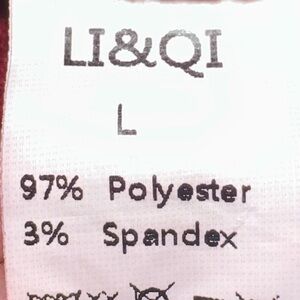 LI&QI
L
97% Polyester
3% Spandex